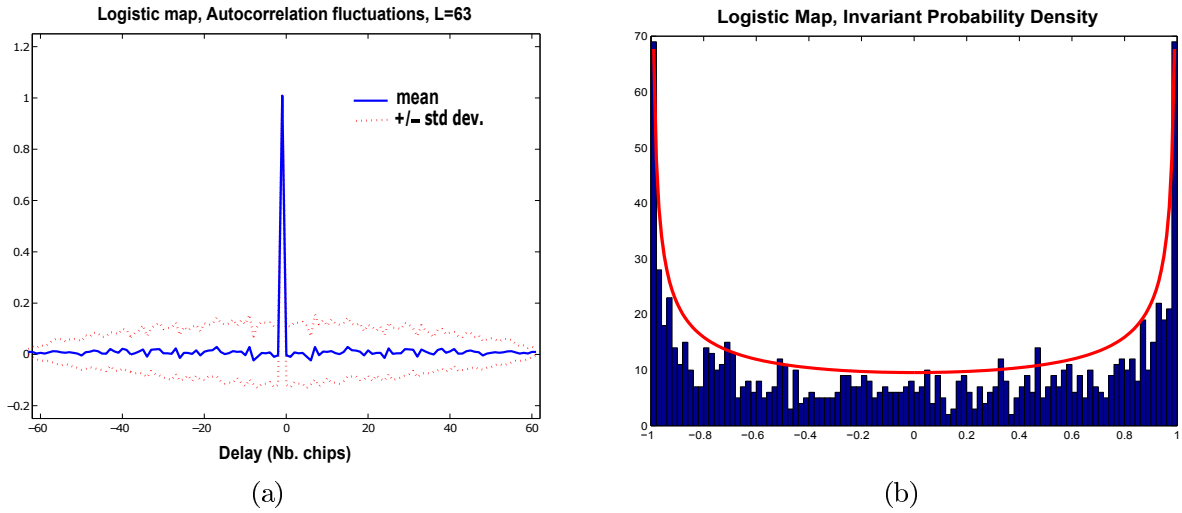 Logistic map, Autocorrelation fluctuations, L=63
1.2
1
0.8
0.6
0.4
0.2
0
−0.2
−60 −40 −20 0 20 40 60
mean
+/− std dev.
Delay (Nb. chips)
(a)
Logistic Map, Invariant Probability Density
70
60
50
40
30
20
10
0
−1 −0.8 −0.6 −0.4 −0.2 0 0.2 0.4 0.6 0.8 1
(b)